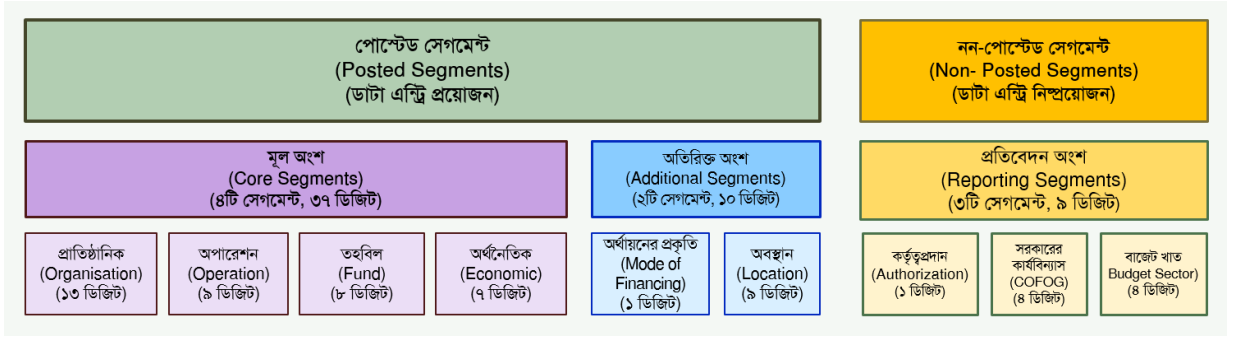 পোস্টেড সেগমেন্ট
(Posted Segments)
(ডাটা এন্ট্রি প্রয়োজন)
নন-পোস্টেড সেগমেন্ট
(Non- Posted Segments)
(ডাটা এন্ট্রি নিষ্প্রয়োজন)
মূল অংশ
(Core Segments)
(৪টি সেগমেন্ট, ৩৭ ডিজিট)
অতিরিক্ত অংশ
(Additional Segments)
(২টি সেগমেন্ট, ১০ ডিজিট)
প্রতিবেদন অংশ
(Reporting Segments)
(৩টি সেগমেন্ট, ৯ ডিজিট)
প্রাতিষ্ঠানিক
(Organisation)
(১৩ ডিজিট)
অপারেশন
(Operation)
(৯ ডিজিট)
তহবিল
(Fund)
(৮ ডিজিট)
অর্থনৈতিক
(Economic)
(৭ ডিজিট)
অর্থায়নের প্রকৃতি
(Mode of
Financing)
(১ ডিজিট)
অবস্থান
(Location)
(৯ ডিজিট)
কর্তৃত্বপ্রদান
(Authorization)
(১ ডিজিট)
সরকারের
কার্যবিন্যাস
(COFOG)
(৪ ডিজিট)
বাজেট খাত
Budget Sector)
(৪ ডিজিট)